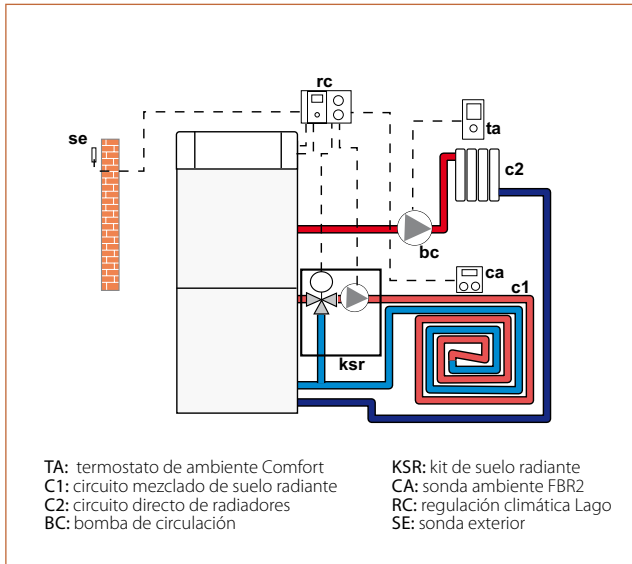 rc
se
ta
c2
bc
ca
c1
ksr
TA: termostato de ambiente Comfort
C1: circuito mezclado de suelo radiante
C2: circuito directo de radiadores
BC: bomba de circulación
KSR: kit de suelo radiante
CA: sonda ambiente FBR2
RC: regulación climática Lago
SE: sonda exterior